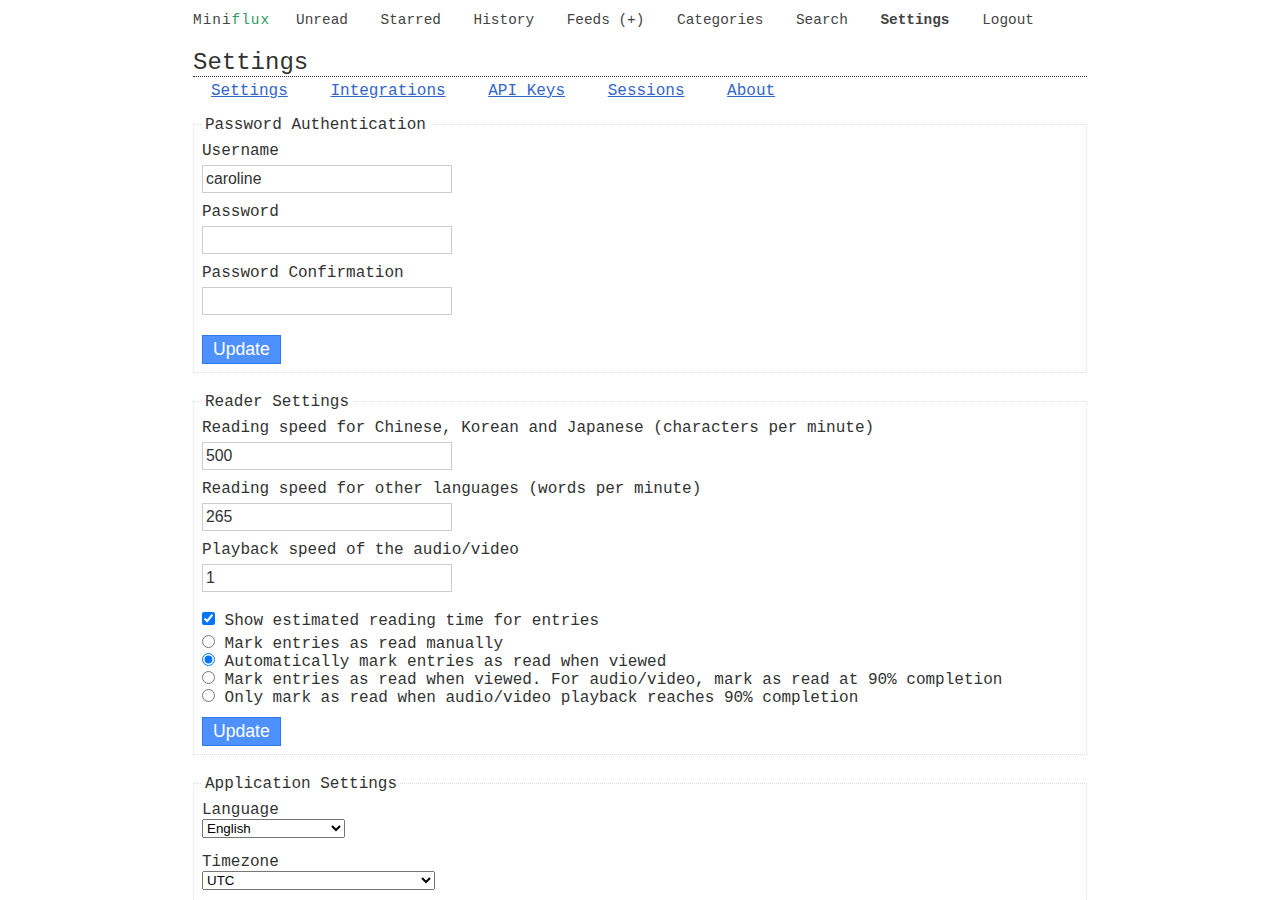 Miniflux Unread Starred History Feeds (+) Categories Search Settings Logout
Settings
Settings Integrations API Keys Sessions About
Password Authentication
Username
caroline
Password
Password Confirmation
Update
Reader Settings
Reading speed for Chinese, Korean and Japanese (characters per minute)
500
Reading speed for other languages (words per minute)
265
Playback speed of the audio/video
1
Show estimated reading time for entries
Mark entries as read manually
Automatically mark entries as read when viewed
Mark entries as read when viewed. For audio/video, mark as read at 90% completion
Only mark as read when audio/video playback reaches 90% completion
Update
Application Settings
Language
English
Timezone
UTC